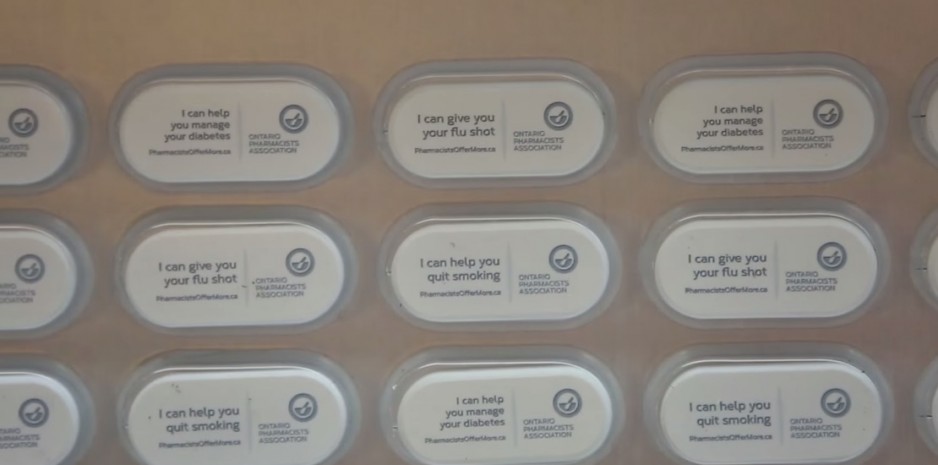 I can help
you manage
your diabetes
PharmacistsOfferMore.ca
ONTARIO
PHARMACISTS
ASSOCIATION
I can give you
your flu shot
PharmacistsOfferMore.ca
ONTARIO
PHARMACISTS
ASSOCIATION
I can help
you manage
your diabetes
PharmacistsOfferMore.ca
ONTARIO
PHARMACISTS
ASSOCIATION
I can give you
your flu shot
PharmacistsOfferMore.ca
ONTARIO
PHARMACISTS
ASSOCIATION
I can help you
quit smoking
PharmacistsOfferMore.ca
ONTARIO
PHARMACISTS
ASSOCIATION
I can give you
your flu shot
PharmacistsOfferMore.ca
ONTARIO
PHARMACISTS
ASSOCIATION
I can help you
quit smoking
PharmacistsOfferMore.ca
ONTARIO
PHARMACISTS
ASSOCIATION
I can help
you manage
your diabetes
PharmacistsOfferMore.ca
ONTARIO
PHARMACISTS
ASSOCIATION
I can help you
quit smoking
PharmacistsOfferMore.ca
ONTARIO
PHARMACISTS
ASSOCIATION